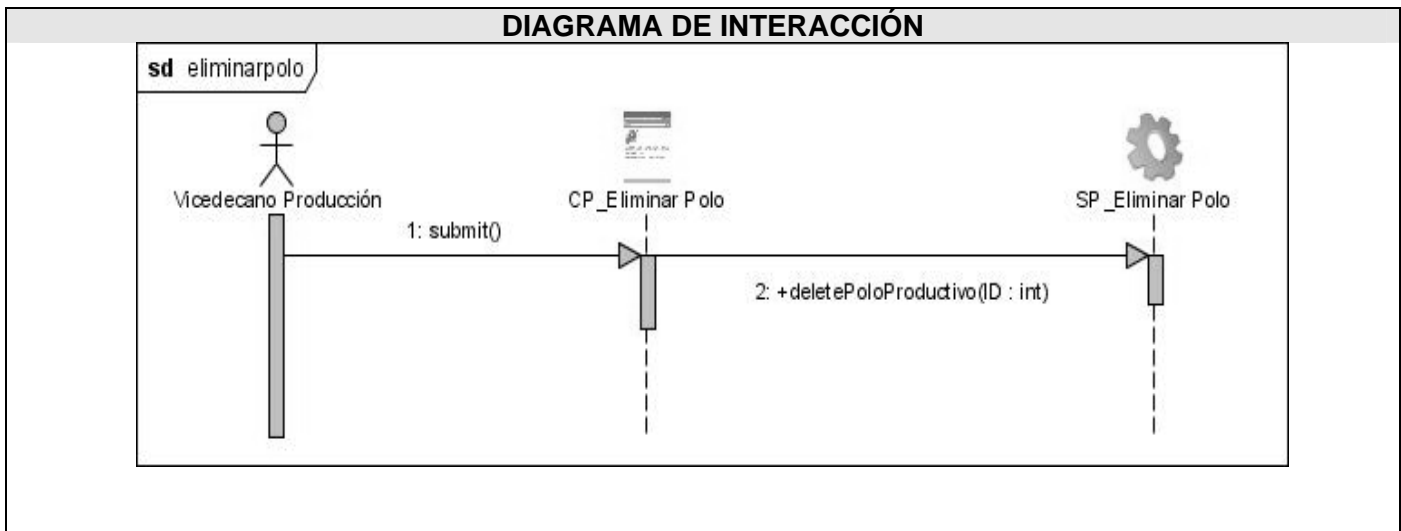 DIAGRAMA DE INTERACCIÓN
sd eliminarpolo
Vicedecano Producción
CP_Eliminar Polo
SP_Eliminar Polo
1: submit()
2: +deletePoloProductivo(ID : int)